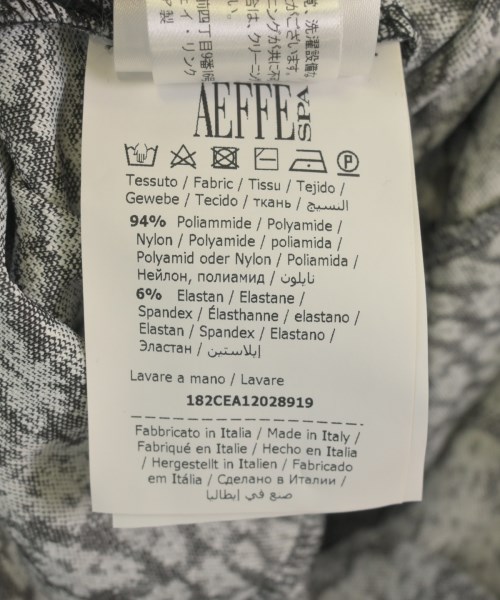 AEFFE SPA
Tessuto / Fabric / Tissu / Tejido /
Gewebe / Tecido / ткань / النسيج
94% Poliammide / Polyamide /
Nylon / Polyamide / poliamida /
Polyamid oder Nylon / Poliamida /
Нейлон, полиамид / نايلون
6% Elastan / Elastane /
Spandex / Élasthanne / elastano /
Elastan / Spandex / Elastano /
Эластан / إيلاستين
Lavare a mano / Lavare
182CEA12028919
Fabbricato in Italia / Made in Italy /
Fabriqué en Italie / Hecho en Italia
/ Hergestellt in Italien / Fabricado
em Itália / Сделано в Италии /
صنع في إيطاليا